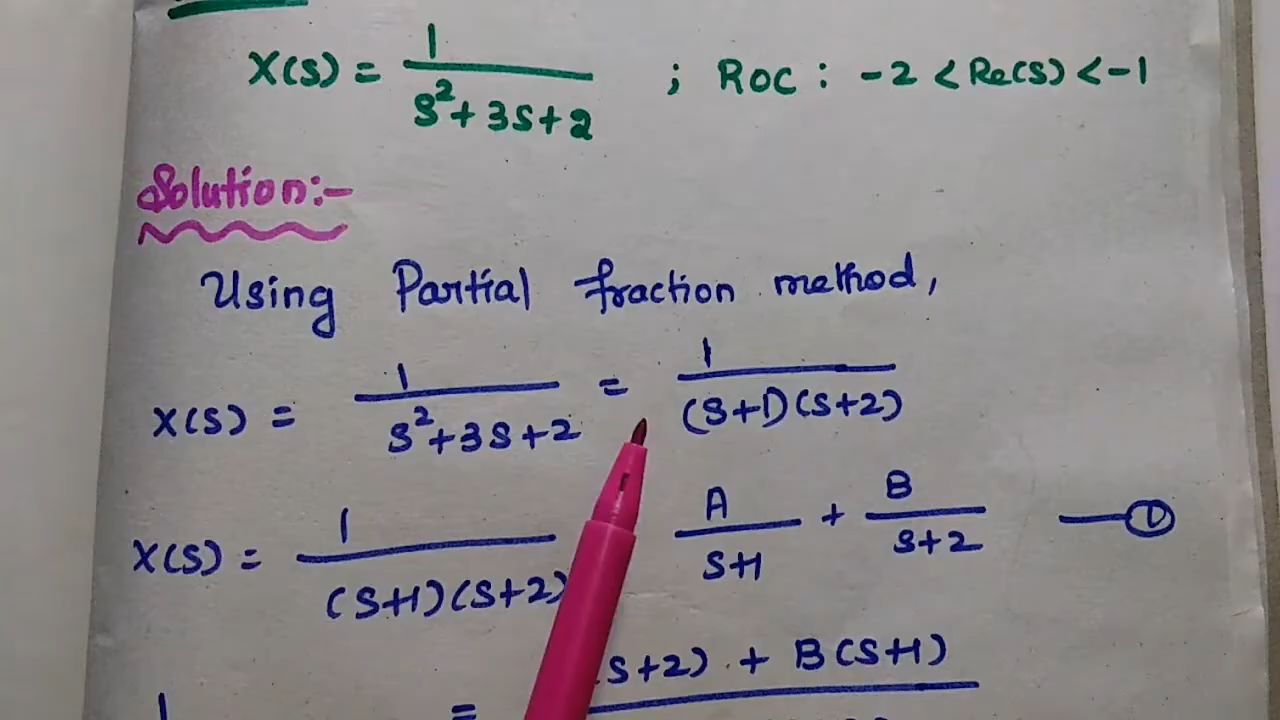 X(S) = 1 / S²+3S+2 ; ROC : -2 < Re(S) < -1
Solution:-
Using Partial fraction method,
X(S) = 1 / S²+3S+2 = 1 / (S+1)(S+2)
X(S) = 1 / (S+1)(S+2) A / S+1 + B / S+2 —①
1 = (S+2) + B(S+1)